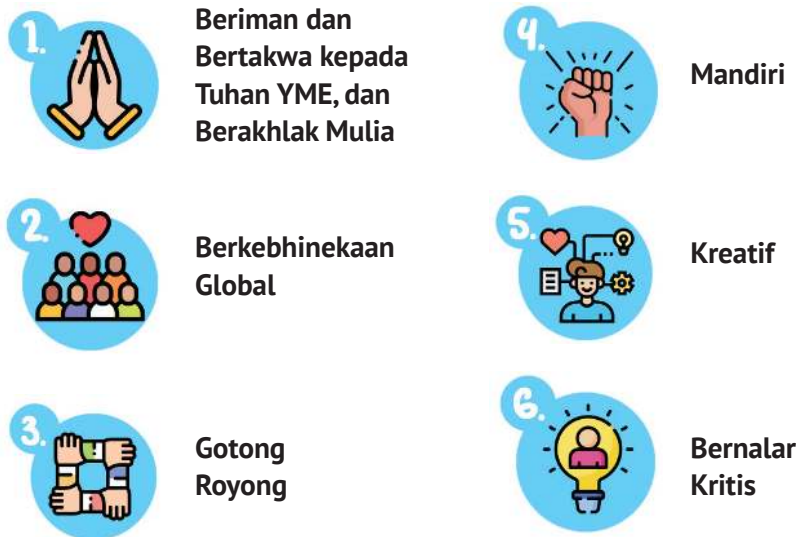 1.
Beriman dan
Bertakwa kepada
Tuhan YME, dan
Berakhlak Mulia
2.
Berkebhinekaan
Global
3.
Gotong
Royong
4.
Mandiri
5.
Kreatif
6.
Bernalar
Kritis